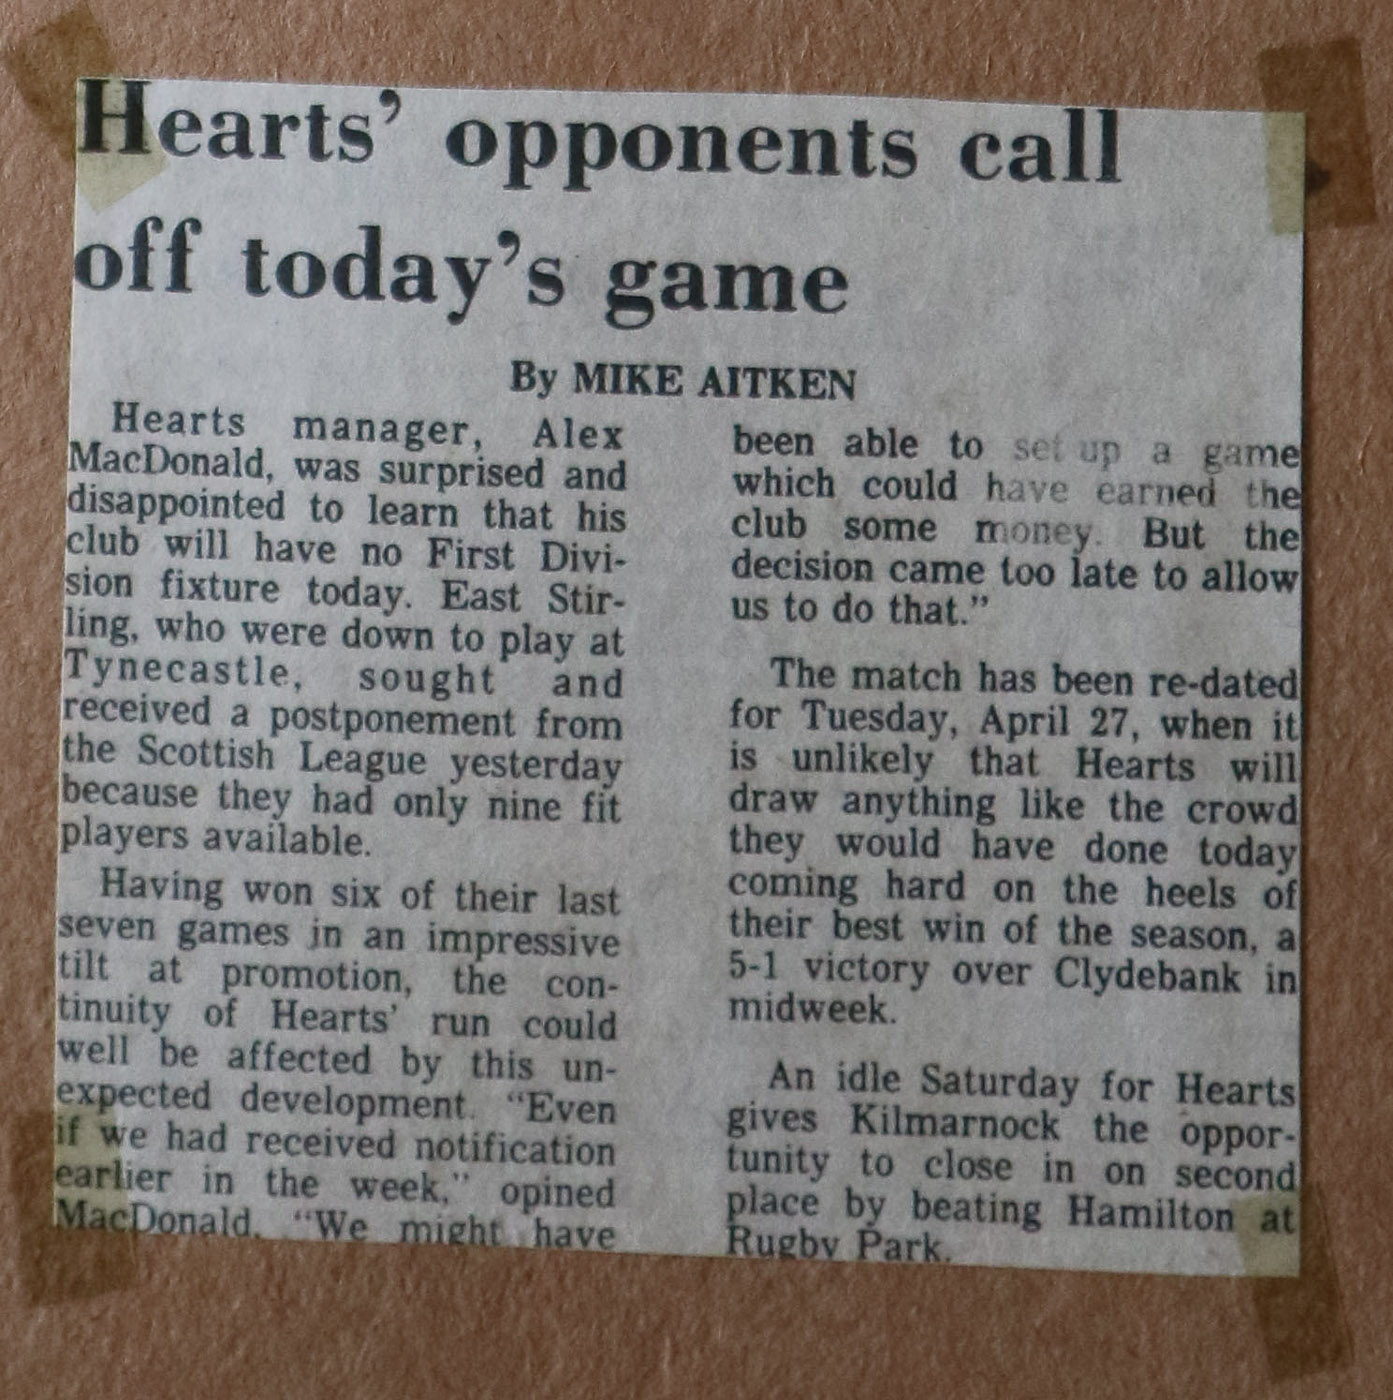 Hearts' opponents call
off today's game
By MIKE AITKEN
Hearts manager, Alex
MacDonald, was surprised and
disappointed to learn that his
club will have no First Divi-
sion fixture today. East Stir-
ling, who were down to play at
Tynecastle, sought and
received a postponement from
the Scottish League yesterday
because they had only nine fit
players available.
Having won six of their last
seven games in an impressive
tilt at promotion, the con-
tinuity of Hearts' run could
well be affected by this un-
expected development. "Even
if we had received notification
earlier in the week," opined
MacDonald. "We might have
been able to set up a game
which could have earned the
club some money. But the
decision came too late to allow
us to do that."
The match has been re-dated
for Tuesday, April 27, when it
is unlikely that Hearts will
draw anything like the crowd
they would have done today
coming hard on the heels of
their best win of the season, a
5-1 victory over Clydebank in
midweek.
An idle Saturday for Hearts
gives Kilmarnock the oppor-
tunity to close in on second
place by beating Hamilton at
Rugby Park.